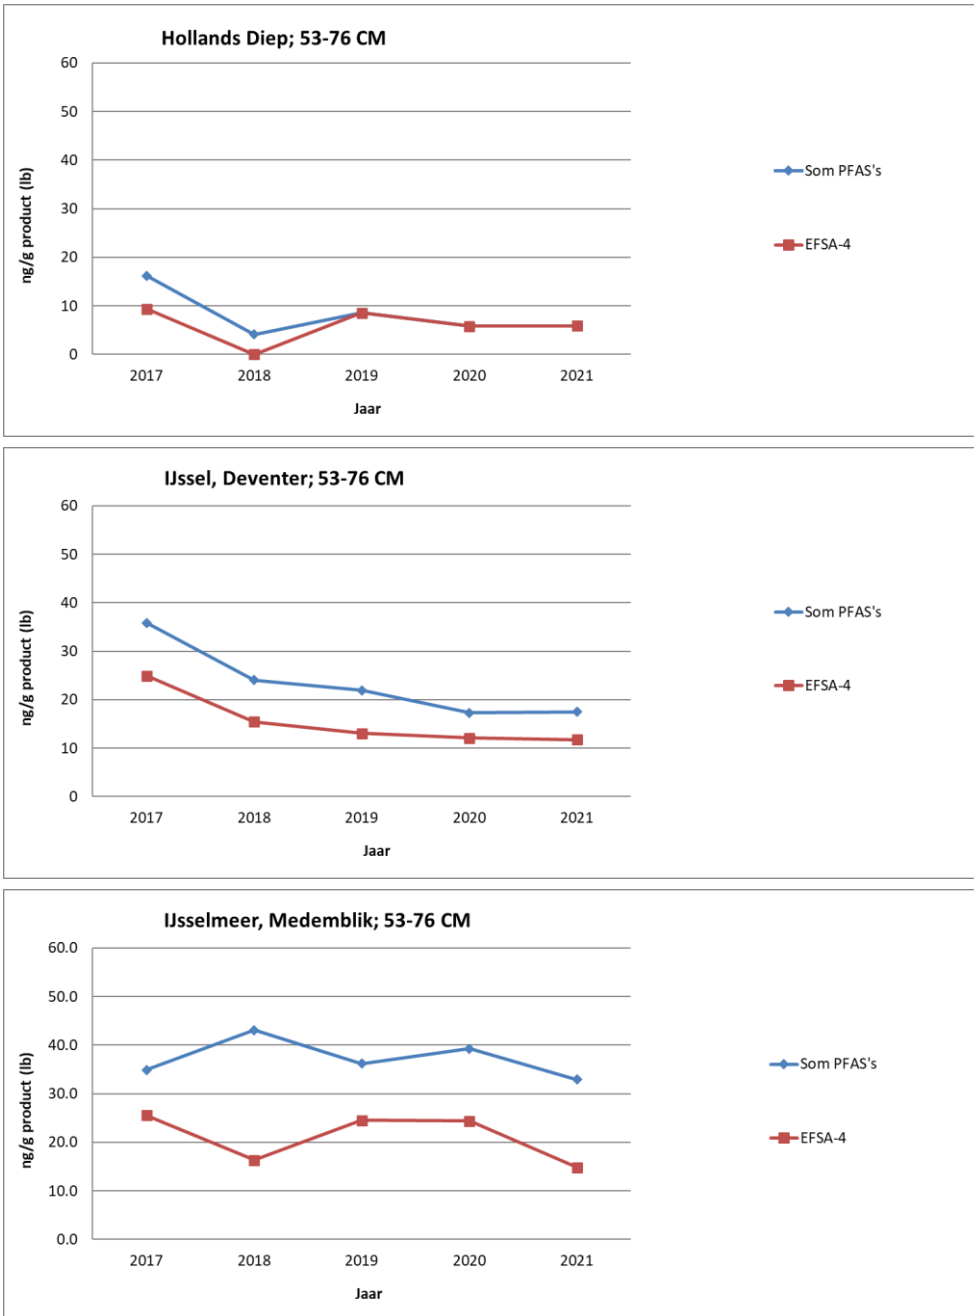 Hollands Diep; 53-76 CM
60
50
40
30
20
10
0
ng/g product (lb)
2017 2018 2019 2020 2021
Jaar
Som PFAS's
EFSA-4
IJssel, Deventer; 53-76 CM
60
50
40
30
20
10
0
ng/g product (lb)
2017 2018 2019 2020 2021
Jaar
Som PFAS's
EFSA-4
IJsselmeer, Medemblik; 53-76 CM
60.0
50.0
40.0
30.0
20.0
10.0
0.0
ng/g product (lb)
2017 2018 2019 2020 2021
Jaar
Som PFAS's
EFSA-4